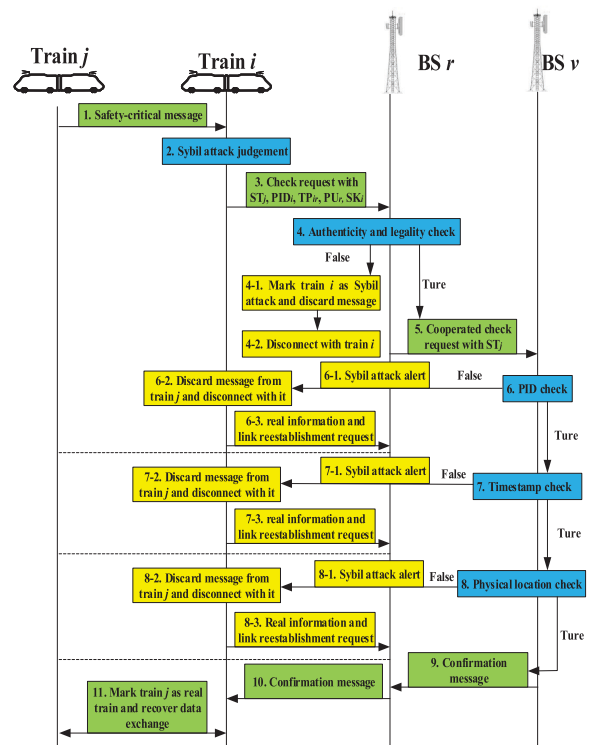 Train j
Train i
BS r
BS v
1. Safety-critical message
2. Sybil attack judgement
3. Check request with
STj, PIDi, TPir, PUr, SKi
4. Authenticity and legality check
False
Ture
4-1. Mark train i as Sybil
attack and discard message
4-2. Disconnect with train i
5. Cooperated check
request with STj
6-1. Sybil attack alert
False
6-2. Discard message from
train j and disconnect with it
6. PID check
6-3. real information and
link reestablishment request
Ture
7-1. Sybil attack alert
False
7-2. Discard message from
train j and disconnect with it
7. Timestamp check
7-3. real information and
link reestablishment request
Ture
8-1. Sybil attack alert
False
8-2. Discard message from
train j and disconnect with it
8. Physical location check
8-3. Real information and
link reestablishment request
Ture
9. Confirmation
message
10. Confirmation message
11. Mark train j as real
train and recover data
exchange